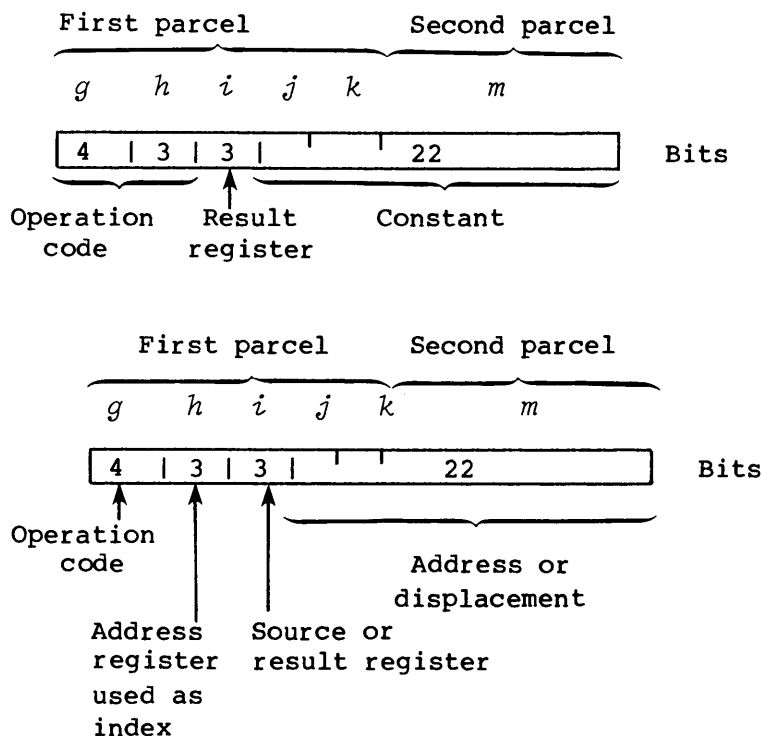 First parcel Second parcel
g h i j k m
4 3 3 22 Bits
Operation code Result register Constant
First parcel Second parcel
g h i j k m
4 3 3 22 Bits
Operation code
Address or displacement
Address register used as index
Source or result register